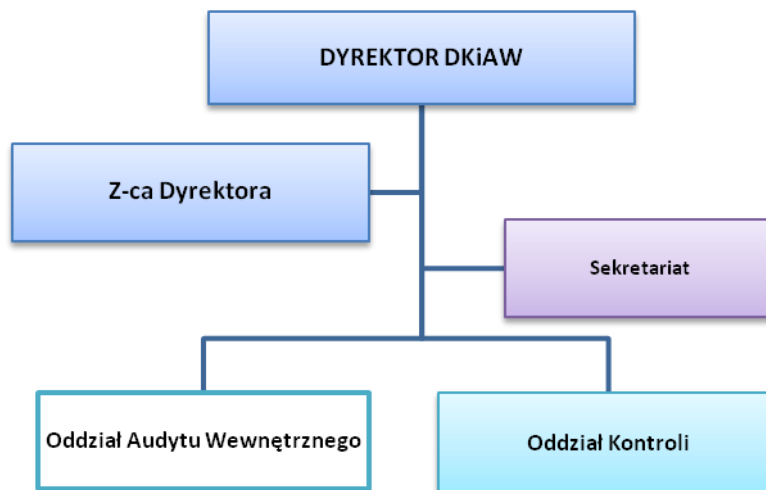 DYREKTOR DKiAW
Z-ca Dyrektora
Sekretariat
Oddział Audytu Wewnętrznego
Oddział Kontroli